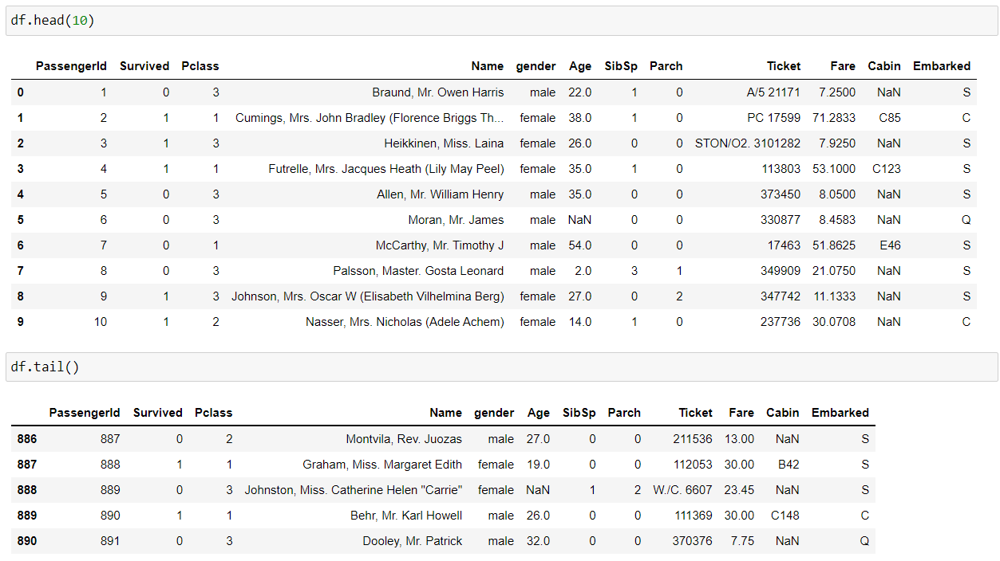 df.head(10)
PassengerId Survived Pclass Name gender Age SibSp Parch Ticket Fare Cabin Embarked
0 1 0 3 Braund, Mr. Owen Harris male 22.0 1 0 A/5 21171 7.2500 NaN S
1 2 1 1 Cumings, Mrs. John Bradley (Florence Briggs Th... female 38.0 1 0 PC 17599 71.2833 C85 C
2 3 1 3 Heikkinen, Miss. Laina female 26.0 0 0 STON/O2. 3101282 7.9250 NaN S
3 4 1 1 Futrelle, Mrs. Jacques Heath (Lily May Peel) female 35.0 1 0 113803 53.1000 C123 S
4 5 0 3 Allen, Mr. William Henry male 35.0 0 0 373450 8.0500 NaN S
5 6 0 3 Moran, Mr. James male NaN 0 0 330877 8.4583 NaN Q
6 7 0 1 McCarthy, Mr. Timothy J male 54.0 0 0 17463 51.8625 E46 S
7 8 0 3 Palsson, Master. Gosta Leonard male 2.0 3 1 349909 21.0750 NaN S
8 9 1 3 Johnson, Mrs. Oscar W (Elisabeth Vilhelmina Berg) female 27.0 0 2 347742 11.1333 NaN S
9 10 1 2 Nasser, Mrs. Nicholas (Adele Achem) female 14.0 1 0 237736 30.0708 NaN C
df.tail()
PassengerId Survived Pclass Name gender Age SibSp Parch Ticket Fare Cabin Embarked
886 887 0 2 Montvila, Rev. Juozas male 27.0 0 0 211536 13.00 NaN S
887 888 1 1 Graham, Miss. Margaret Edith female 19.0 0 0 112053 30.00 B42 S
888 889 0 3 Johnston, Miss. Catherine Helen "Carrie" female NaN 1 2 W./C. 6607 23.45 NaN S
889 890 1 1 Behr, Mr. Karl Howell male 26.0 0 0 111369 30.00 C148 C
890 891 0 3 Dooley, Mr. Patrick male 32.0 0 0 370376 7.75 NaN Q